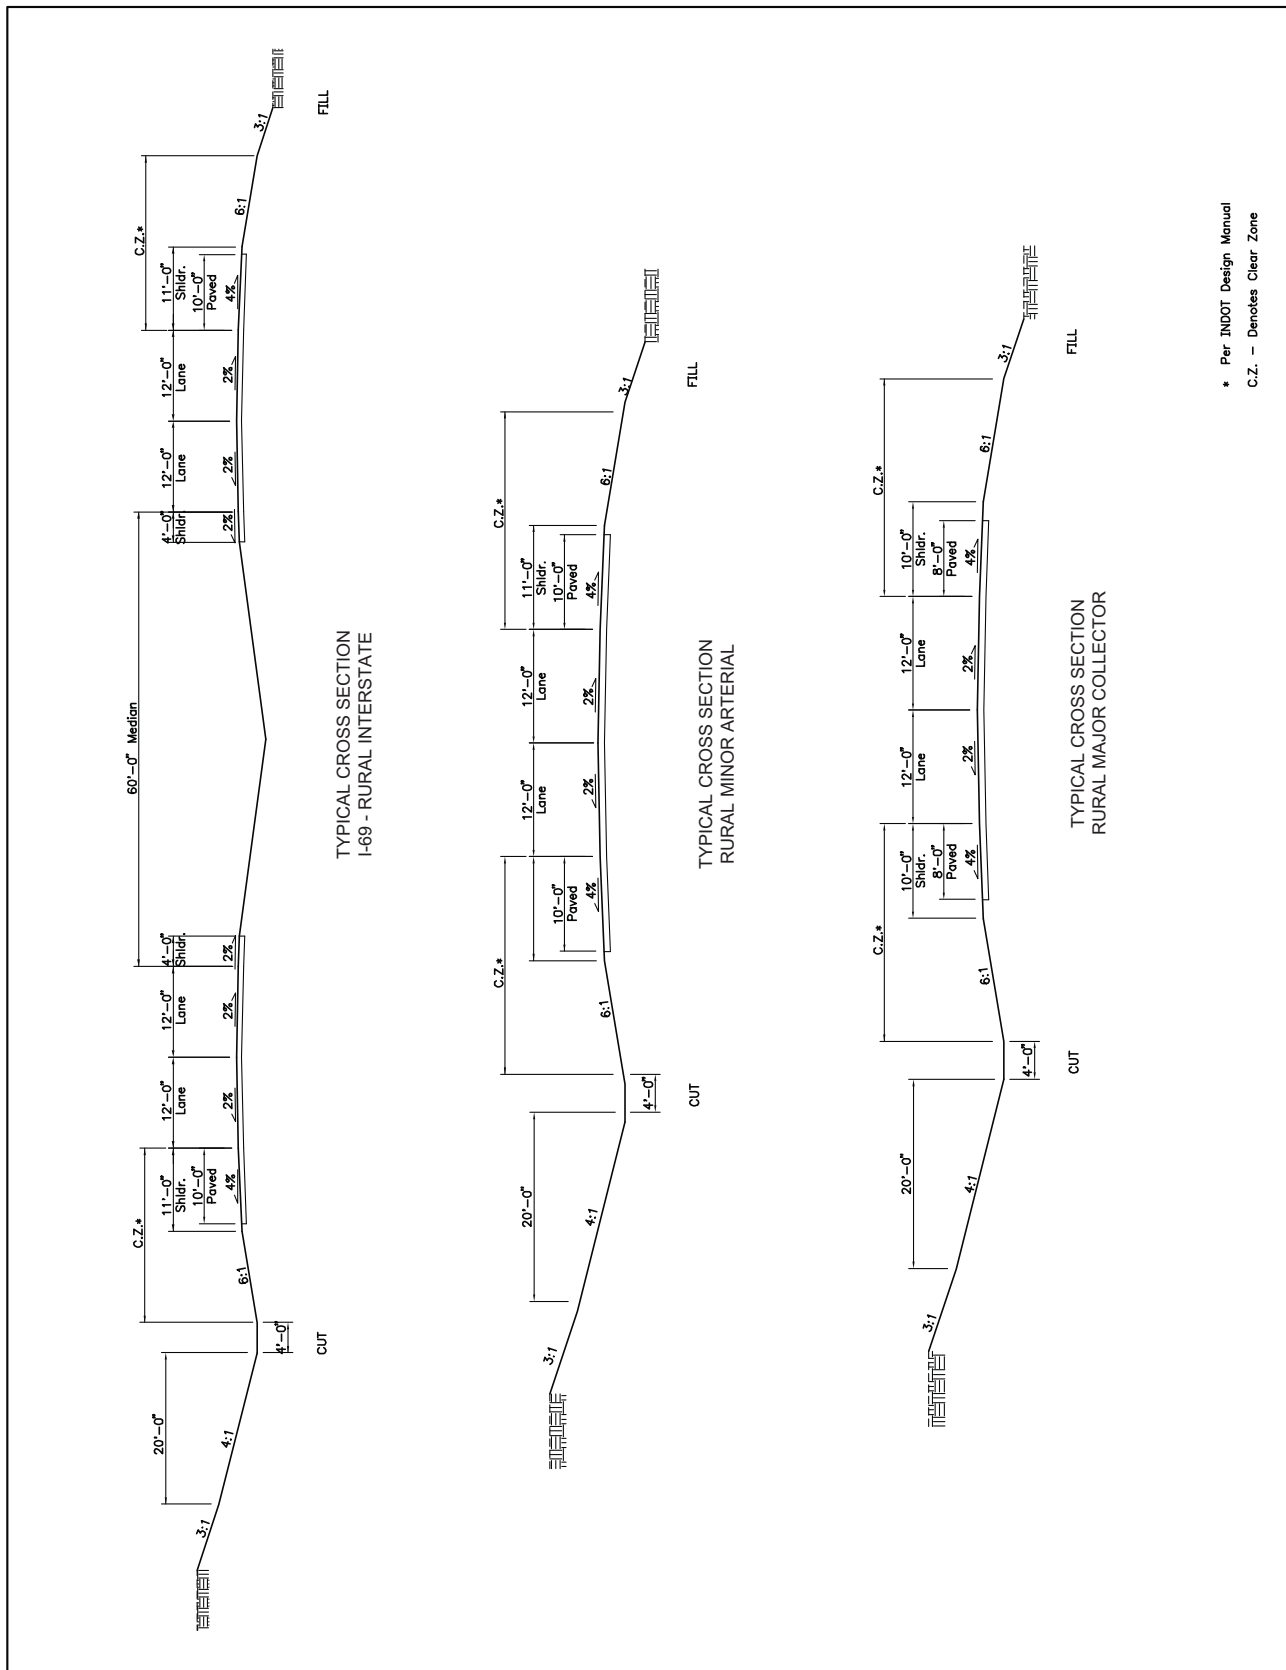 60'-0" Median
C.Z.* C.Z.*
20'-0" 11'-0" 12'-0" 12'-0" 4'-0" 4'-0" 12'-0" 12'-0" 11'-0"
Shldr. Lane Lane Shldr. Shldr. Lane Lane Shldr.
10'-0" 10'-0"
Paved Paved
3:1 4:1 6:1 4% 2% 2% 2% 2% 2% 2% 4% 6:1 3:1
4'-0"
CUT FILL
TYPICAL CROSS SECTION
I-69 - RURAL INTERSTATE
C.Z.* C.Z.*
20'-0" 12'-0" 12'-0" 11'-0"
Lane Lane Shldr.
10'-0" 10'-0"
Paved Paved
3:1 4:1 6:1 4% 2% 2% 4% 6:1 3:1
4'-0"
CUT FILL
TYPICAL CROSS SECTION
RURAL MINOR ARTERIAL
C.Z.* C.Z.*
20'-0" 10'-0" 12'-0" 12'-0" 10'-0"
Shldr. Lane Lane Shldr.
8'-0" 8'-0"
Paved Paved
3:1 4:1 6:1 4% 2% 2% 4% 6:1 3:1
4'-0"
CUT FILL
TYPICAL CROSS SECTION
RURAL MAJOR COLLECTOR
* Per INDOT Design Manual
C.Z. – Denotes Clear Zone